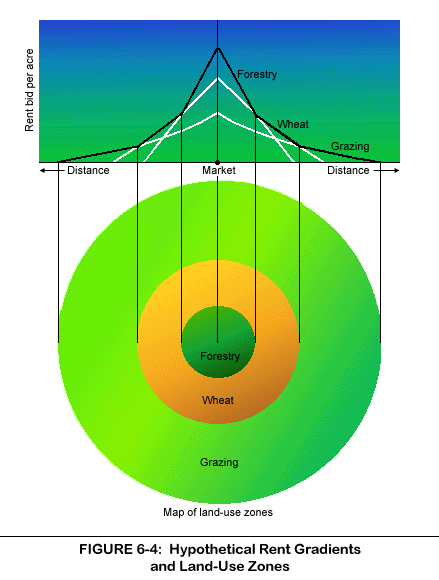 Rent bid per acre
Forestry
Wheat
Grazing
Distance
Market
Distance
Forestry
Wheat
Grazing
Map of land-use zones
FIGURE 6-4: Hypothetical Rent Gradients
and Land-Use Zones